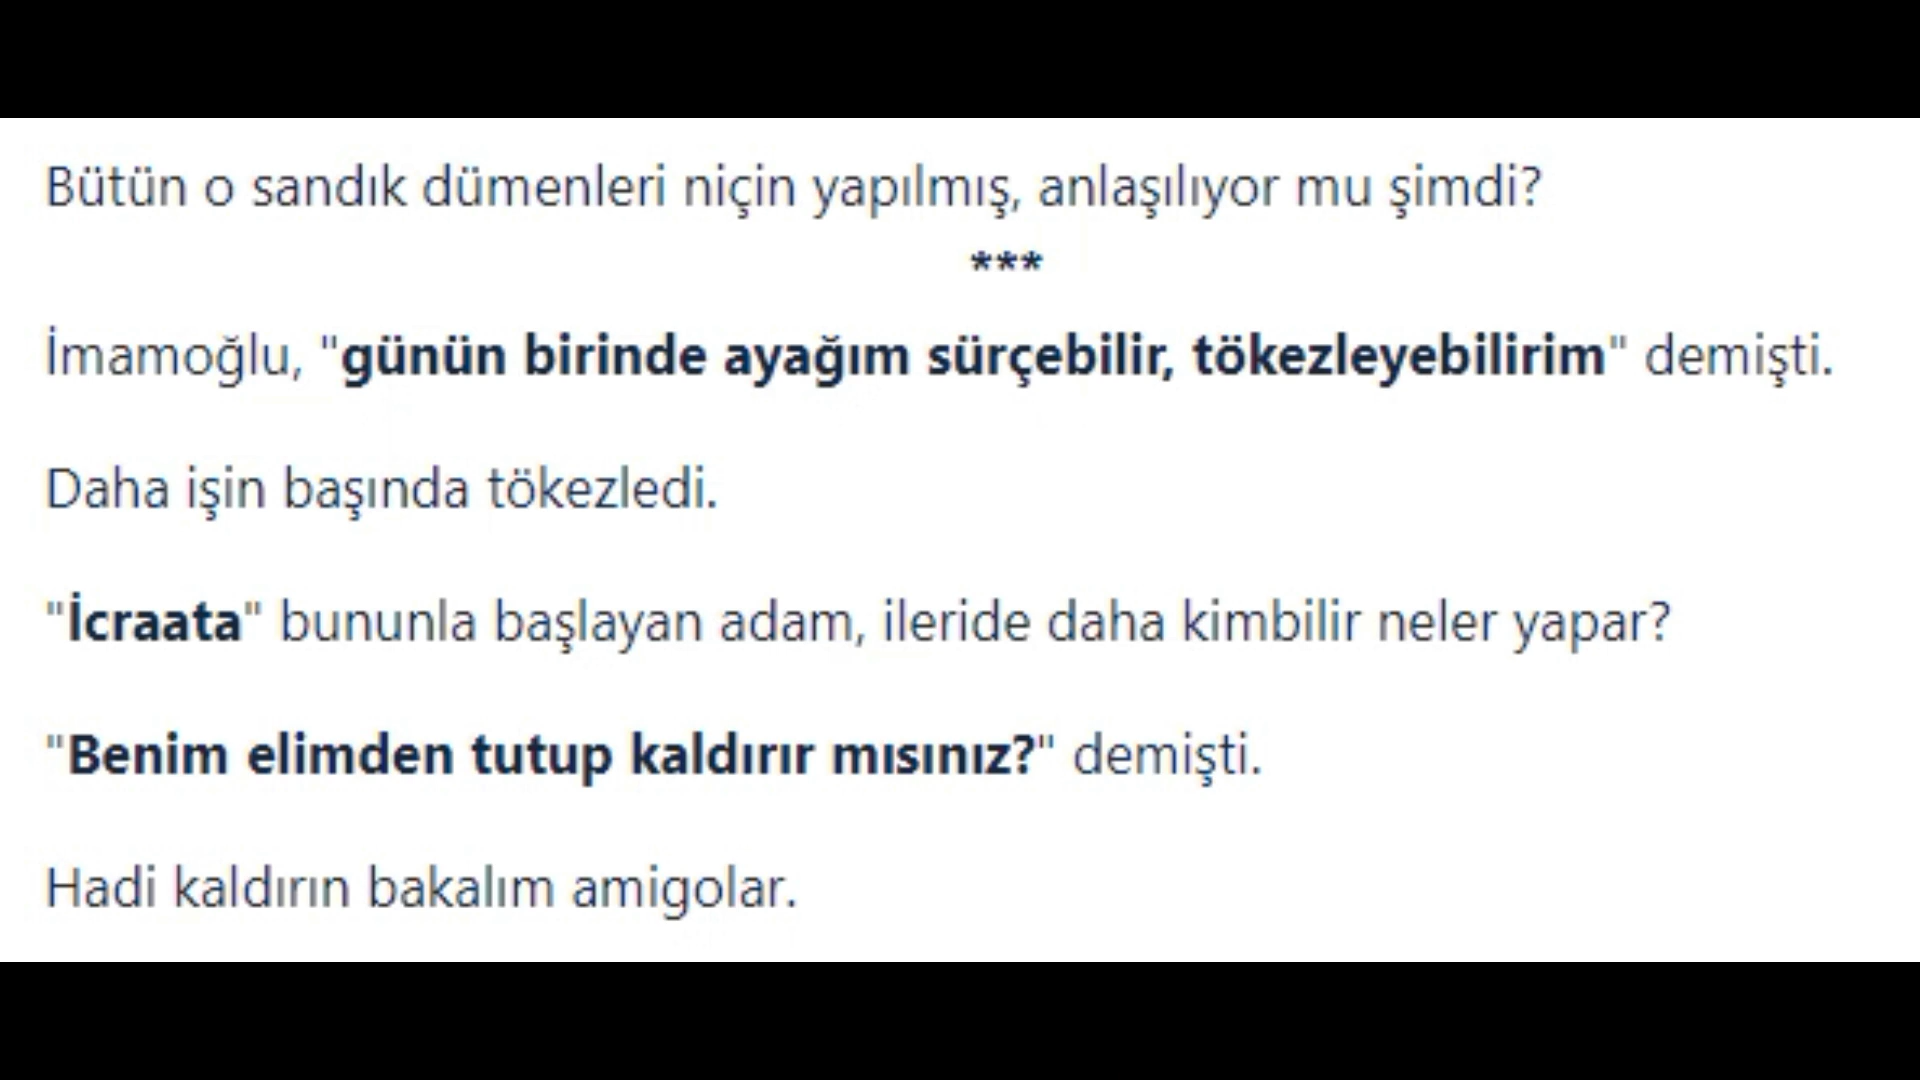 Bütün o sandık dümenleri niçin yapılmış, anlaşılıyor mu şimdi?
***
İmamoğlu, "günün birinde ayağım sürçebilir, tökezleyebilirim" demişti.
Daha işin başında tökezledi.
"İcraata" bununla başlayan adam, ileride daha kimbilir neler yapar?
"Benim elimden tutup kaldırır mısınız?" demişti.
Hadi kaldırın bakalım amigolar.